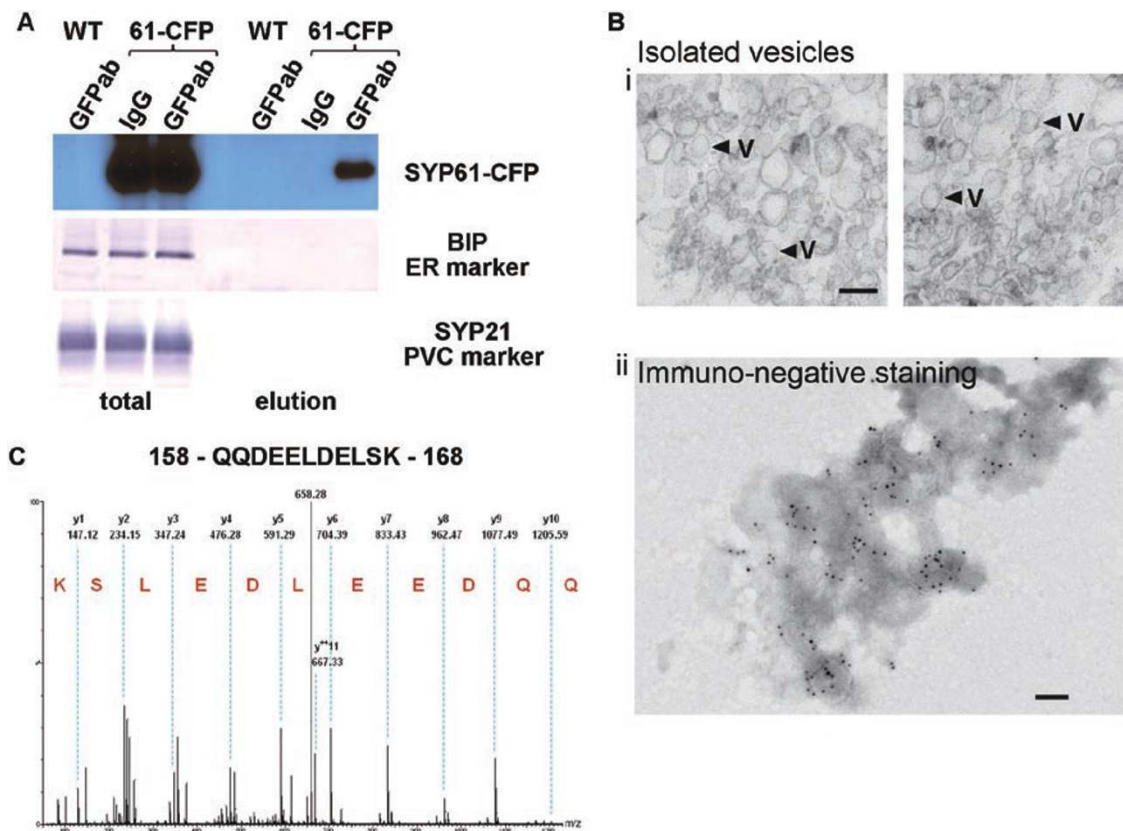 A
WT 61-CFP WT 61-CFP
GFPab IgG GFPab GFPab IgG GFPab
SYP61-CFP
BIP
ER marker
SYP21
PVC marker
total elution
B
Isolated vesicles
i
V
V
V
V
ii Immuno-negative staining
C
158 - QQDEELDELSK - 168
658.28
100
y1 y2 y3 y4 y5 y6 y7 y8 y9 y10
147.12 234.15 347.24 476.28 591.29 704.39 833.43 962.47 1077.49 1205.59
K S L E D L E E D Q Q
y++11
667.33
%
m/z